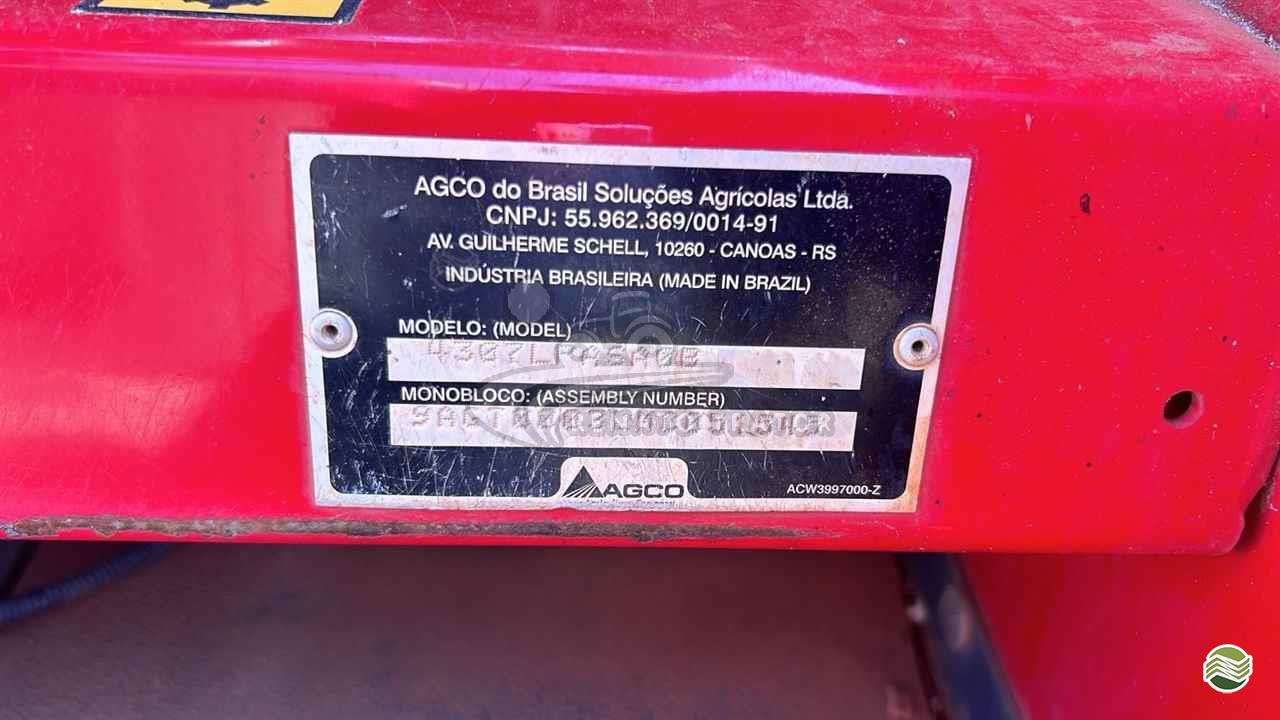 AGCO do Brasil Soluções Agrícolas Ltda.
CNPJ: 55.962.369/0014-91
AV. GUILHERME SCHELL, 10260 - CANOAS - RS
INDÚSTRIA BRASILEIRA (MADE IN BRAZIL)
MODELO: (MODEL)
MONOBLOCO: (ASSEMBLY NUMBER)
AGCO
ACW3997000-Z